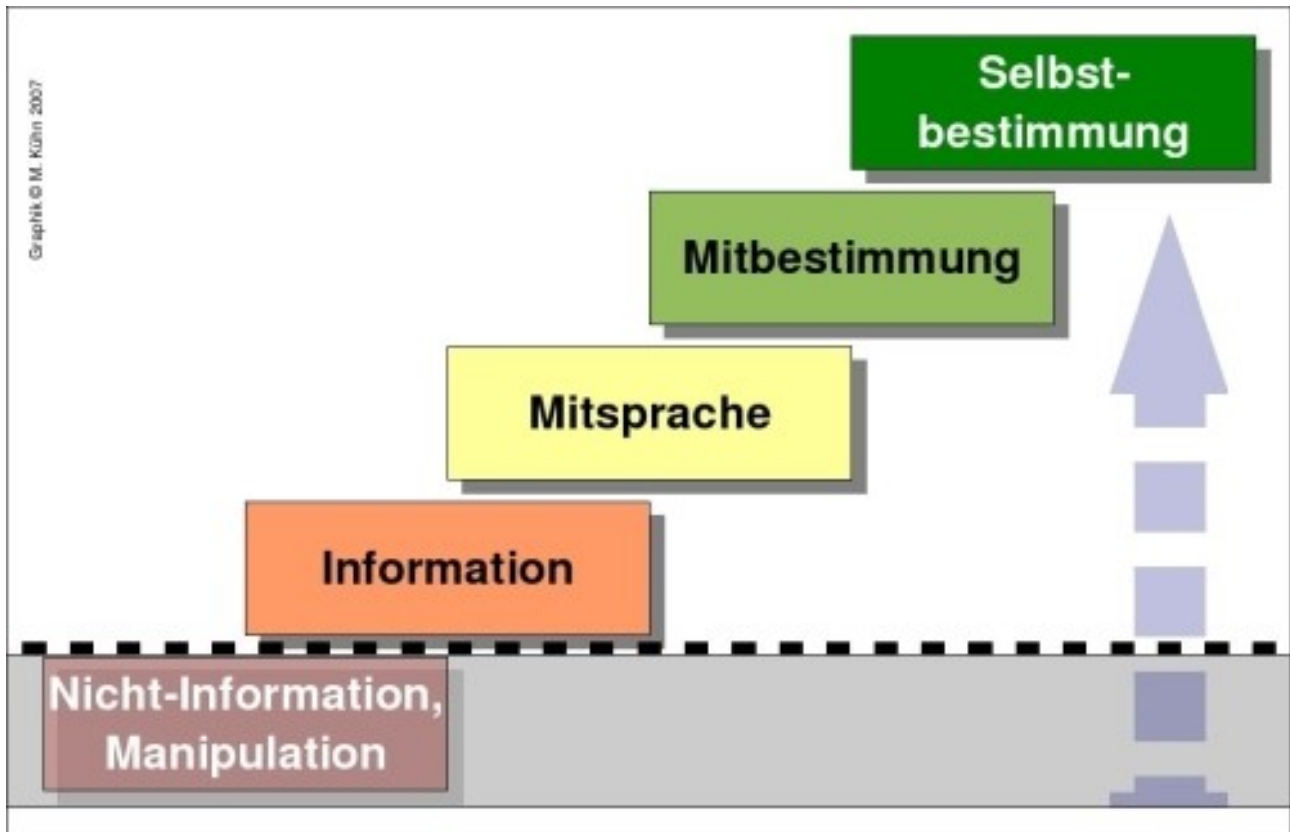 Graphik © M. Kühn 2007
Selbst-
bestimmung
Mitbestimmung
Mitsprache
Information
Nicht-Information,
Manipulation